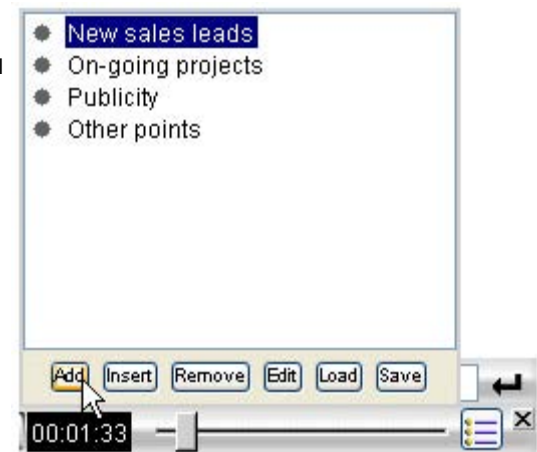 New sales leads
On-going projects
Publicity
Other points
Add Insert Remove Edit Load Save
00:01:33